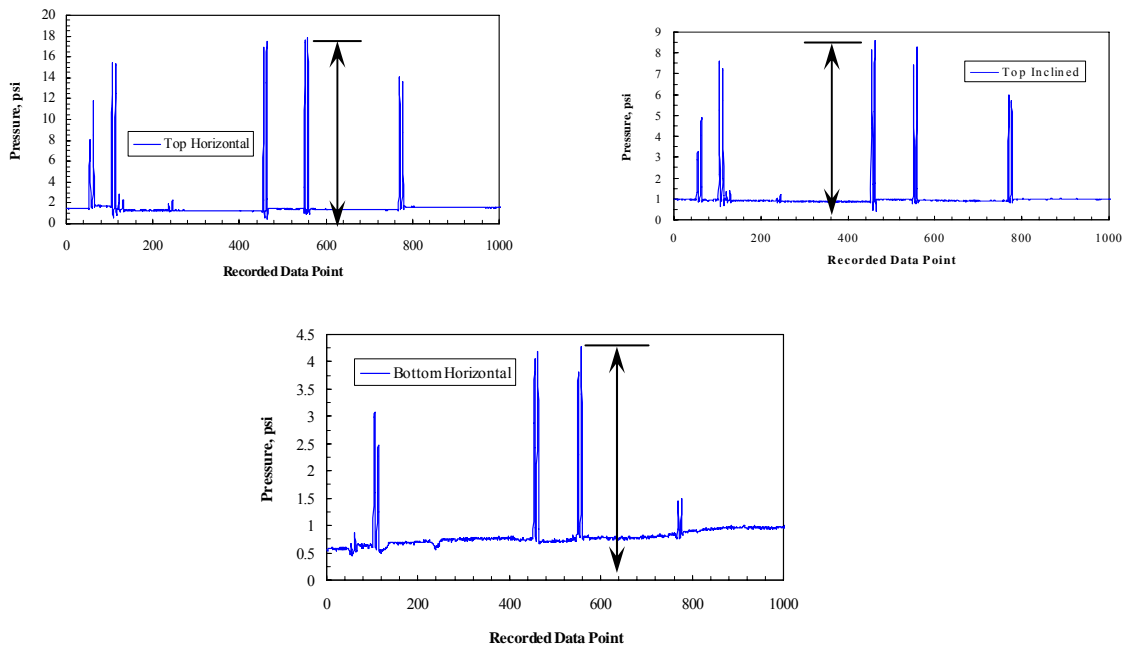 20
18
16
14
12
10
8
6
4
2
0
Pressure, psi
Top Horizontal
0 200 400 600 800 1000
Recorded Data Point
9
8
7
6
5
4
3
2
1
0
Pressure, psi
Top Inclined
0 200 400 600 800 1000
Recorded Data Point
4.5
4
3.5
3
2.5
2
1.5
1
0.5
0
Pressure, psi
Bottom Horizontal
0 200 400 600 800 1000
Recorded Data Point